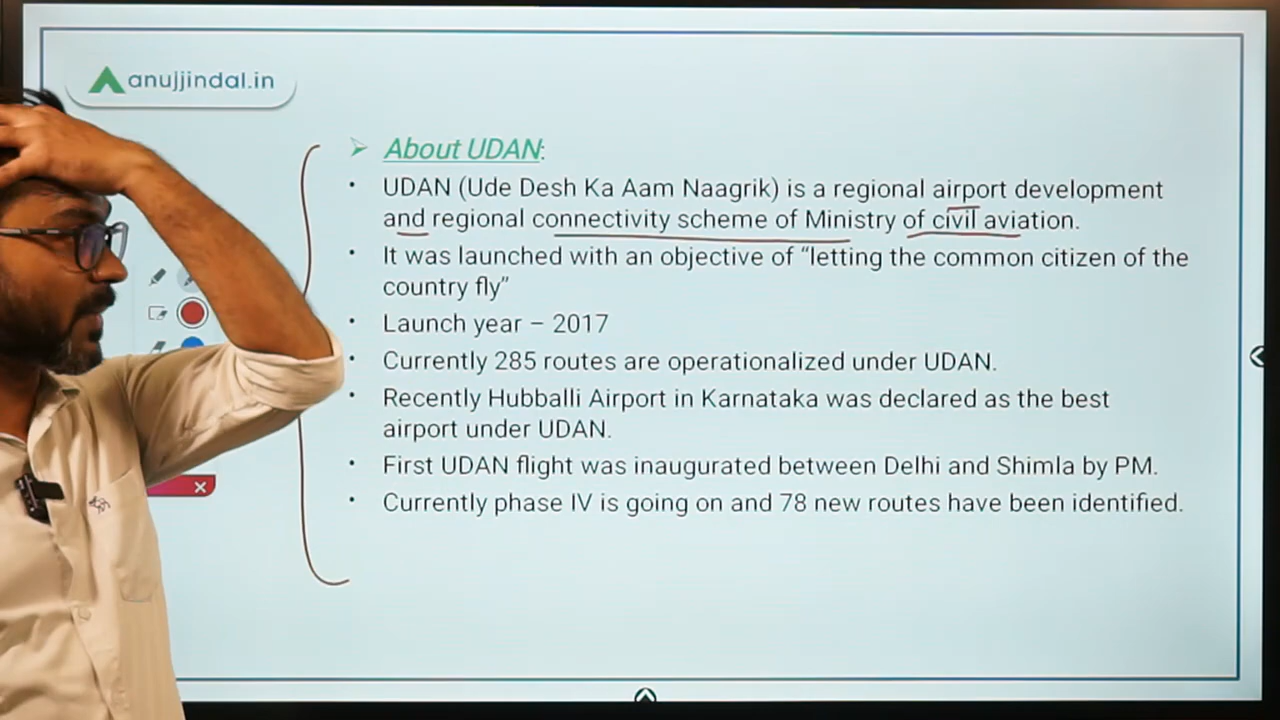 anujjindal.in
➢ About UDAN:
• UDAN (Ude Desh Ka Aam Naagrik) is a regional airport development
and regional connectivity scheme of Ministry of civil aviation.
• It was launched with an objective of “letting the common citizen of the
country fly”
• Launch year – 2017
• Currently 285 routes are operationalized under UDAN.
• Recently Hubballi Airport in Karnataka was declared as the best
airport under UDAN.
• First UDAN flight was inaugurated between Delhi and Shimla by PM.
• Currently phase IV is going on and 78 new routes have been identified.